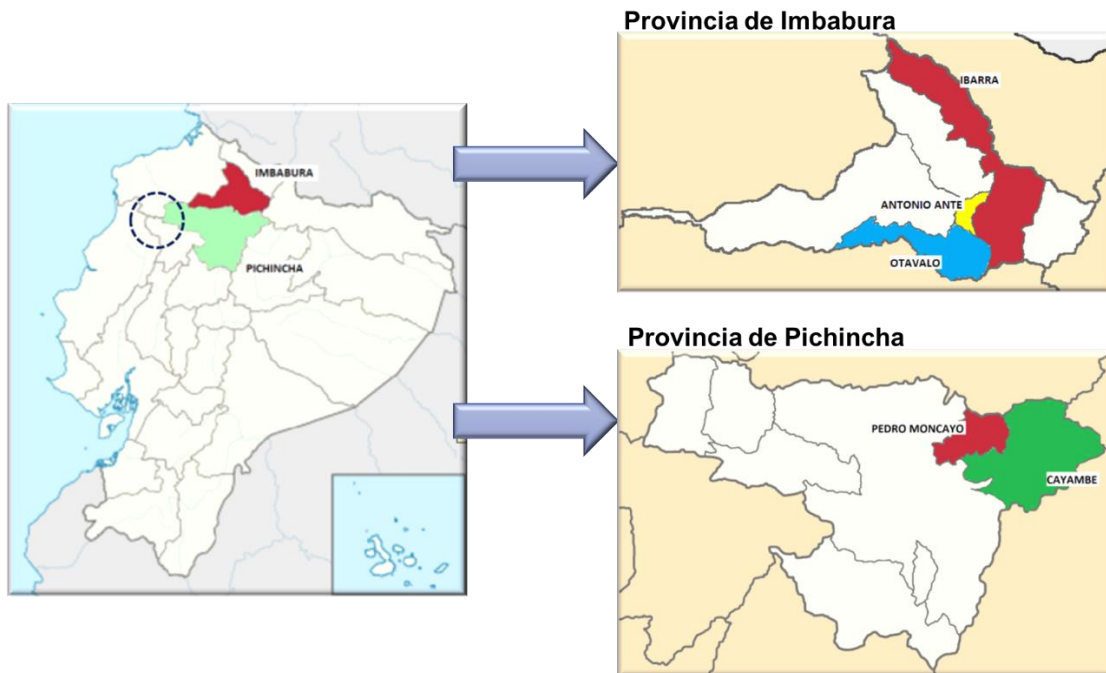 Provincia de Imbabura
IBARRA
IMBABURA
ANTONIO ANTE
OTAVALO
PICHINCHA
Provincia de Pichincha
PEDRO MONCAYO
CAYAMBE